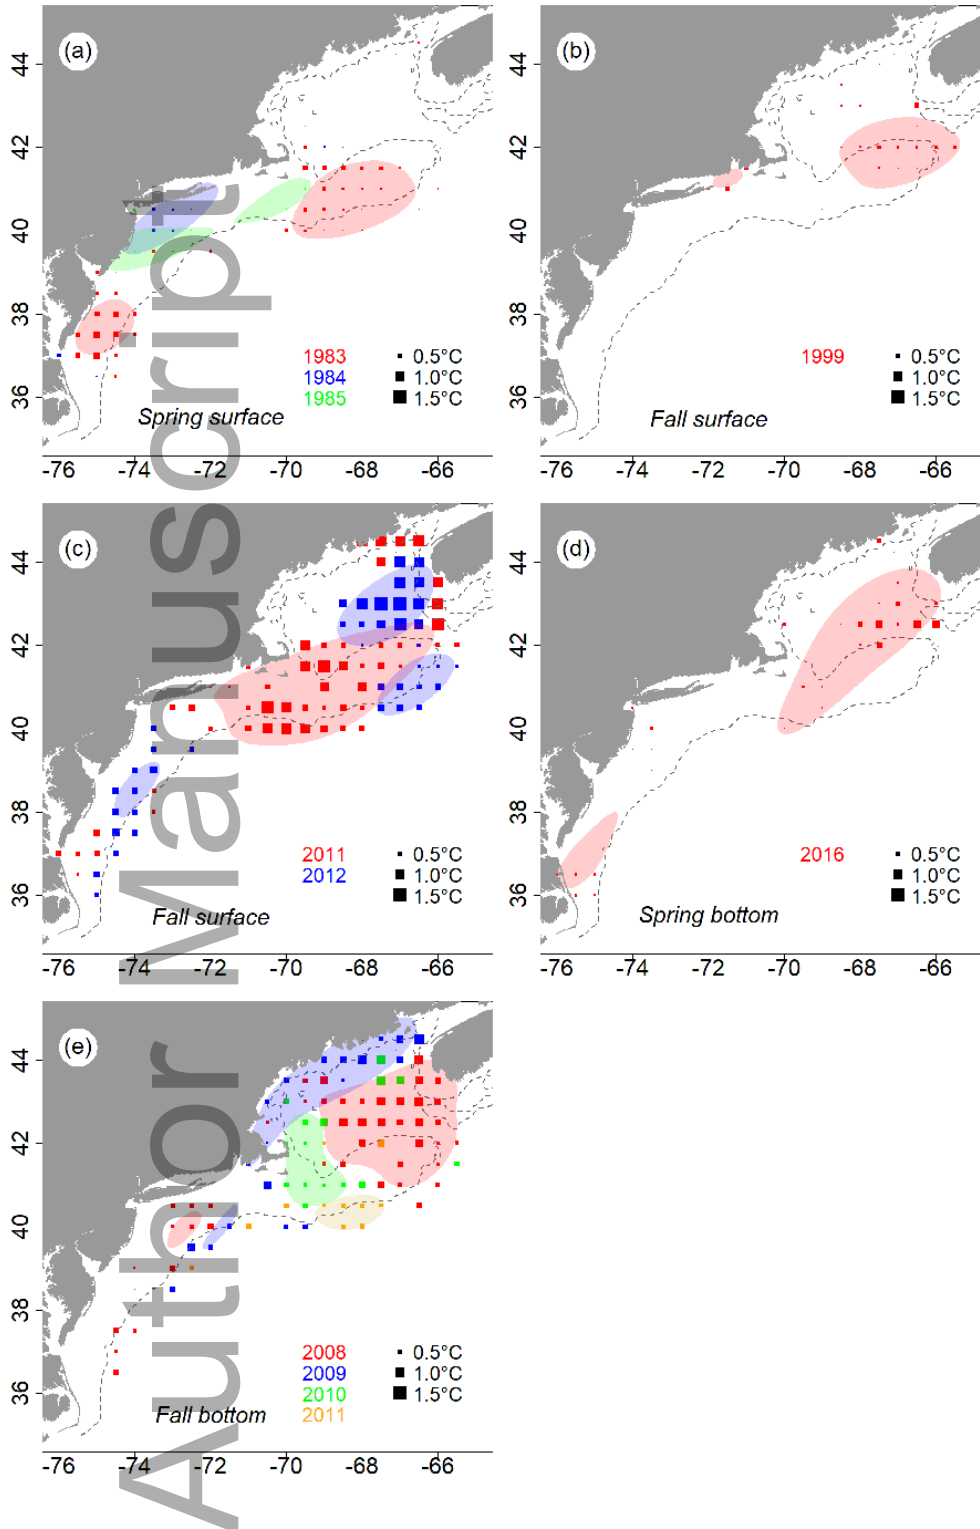 (a)
44
42
40
38
36
1983
1984
1985
0.5°C
1.0°C
1.5°C
Spring surface
-76 -74 -72 -70 -68 -66
(b)
44
42
40
38
36
1999
0.5°C
1.0°C
1.5°C
Fall surface
-76 -74 -72 -70 -68 -66
(c)
44
42
40
38
36
2011
2012
0.5°C
1.0°C
1.5°C
Fall surface
-76 -74 -72 -70 -68 -66
(d)
44
42
40
38
36
2016
0.5°C
1.0°C
1.5°C
Spring bottom
-76 -74 -72 -70 -68 -66
(e)
44
42
40
38
36
2008
2009
2010
2011
0.5°C
1.0°C
1.5°C
Fall bottom
-76 -74 -72 -70 -68 -66
Author Manuscript